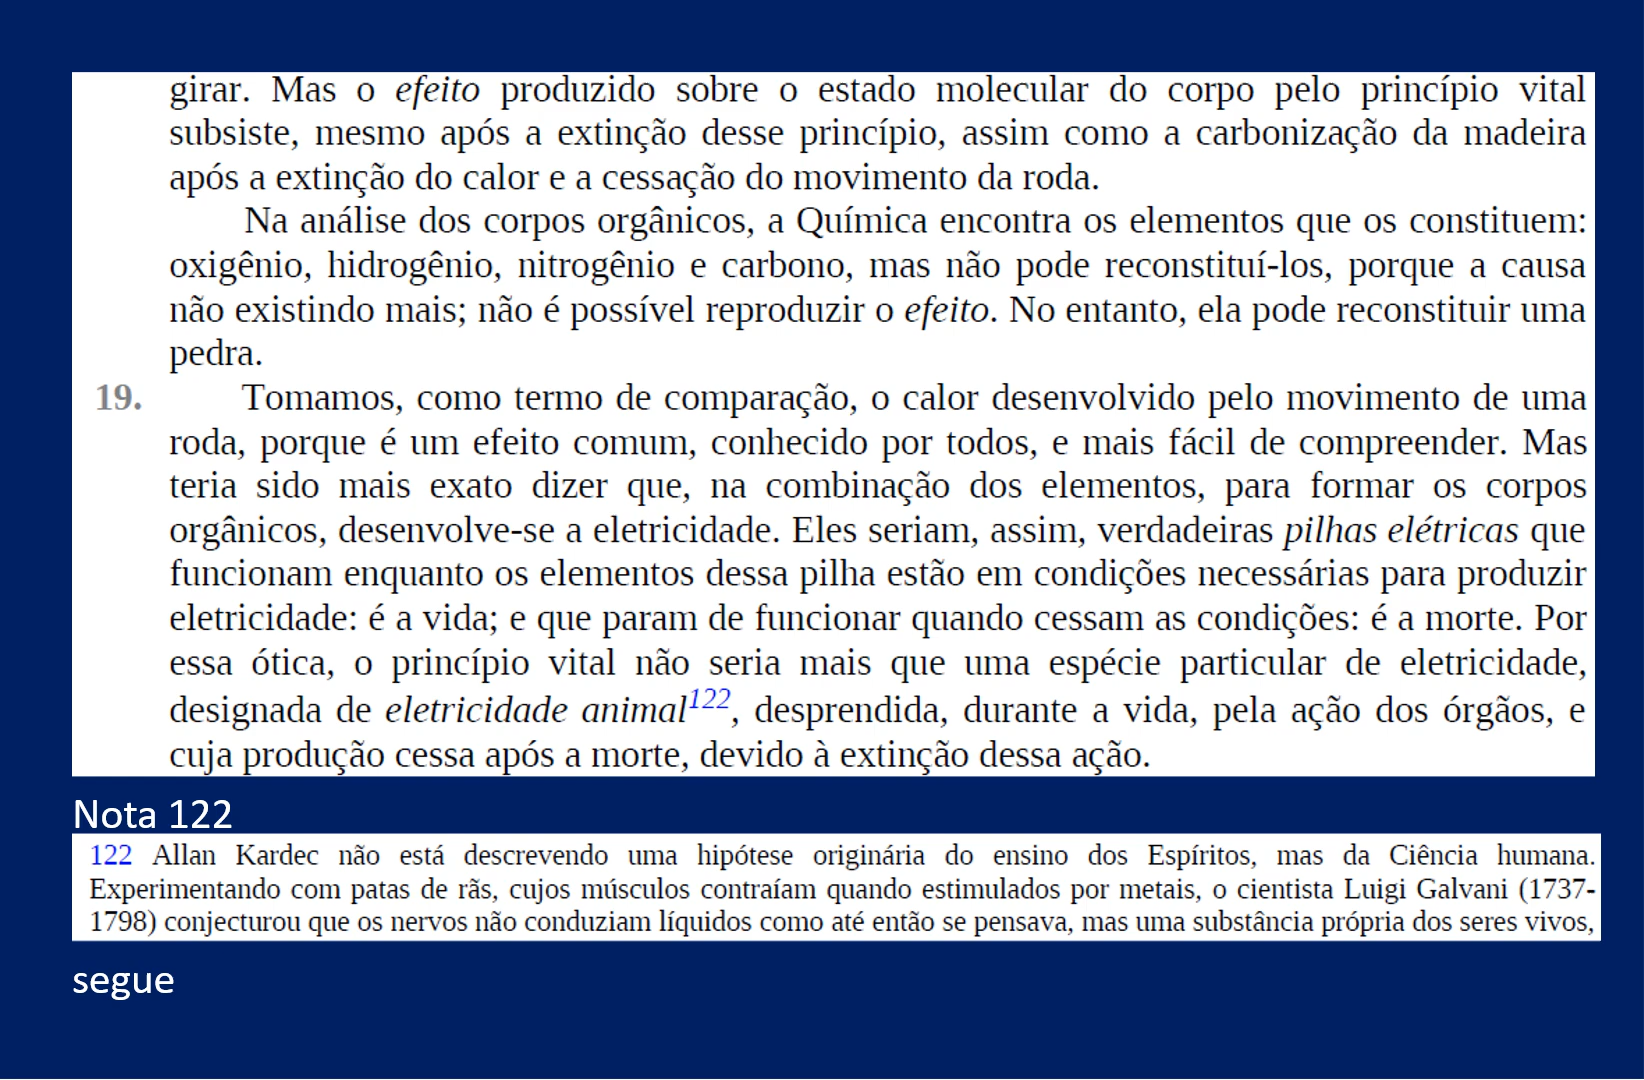 girar. Mas o efeito produzido sobre o estado molecular do corpo pelo princípio vital
subsiste, mesmo após a extinção desse princípio, assim como a carbonização da madeira
após a extinção do calor e a cessação do movimento da roda.
Na análise dos corpos orgânicos, a Química encontra os elementos que os constituem:
oxigênio, hidrogênio, nitrogênio e carbono, mas não pode reconstituí-los, porque a causa
não existindo mais; não é possível reproduzir o efeito. No entanto, ela pode reconstituir uma
pedra.
19. Tomamos, como termo de comparação, o calor desenvolvido pelo movimento de uma
roda, porque é um efeito comum, conhecido por todos, e mais fácil de compreender. Mas
teria sido mais exato dizer que, na combinação dos elementos, para formar os corpos
orgânicos, desenvolve-se a eletricidade. Eles seriam, assim, verdadeiras pilhas elétricas que
funcionam enquanto os elementos dessa pilha estão em condições necessárias para produzir
eletricidade: é a vida; e que param de funcionar quando cessam as condições: é a morte. Por
essa ótica, o princípio vital não seria mais que uma espécie particular de eletricidade,
designada de eletricidade animal122, desprendida, durante a vida, pela ação dos órgãos, e
cuja produção cessa após a morte, devido à extinção dessa ação.
Nota 122
122 Allan Kardec não está descrevendo uma hipótese originária do ensino dos Espíritos, mas da Ciência humana.
Experimentando com patas de rãs, cujos músculos contraíam quando estimulados por metais, o cientista Luigi Galvani (1737-
1798) conjecturou que os nervos não conduziam líquidos como até então se pensava, mas uma substância própria dos seres vivos,
segue